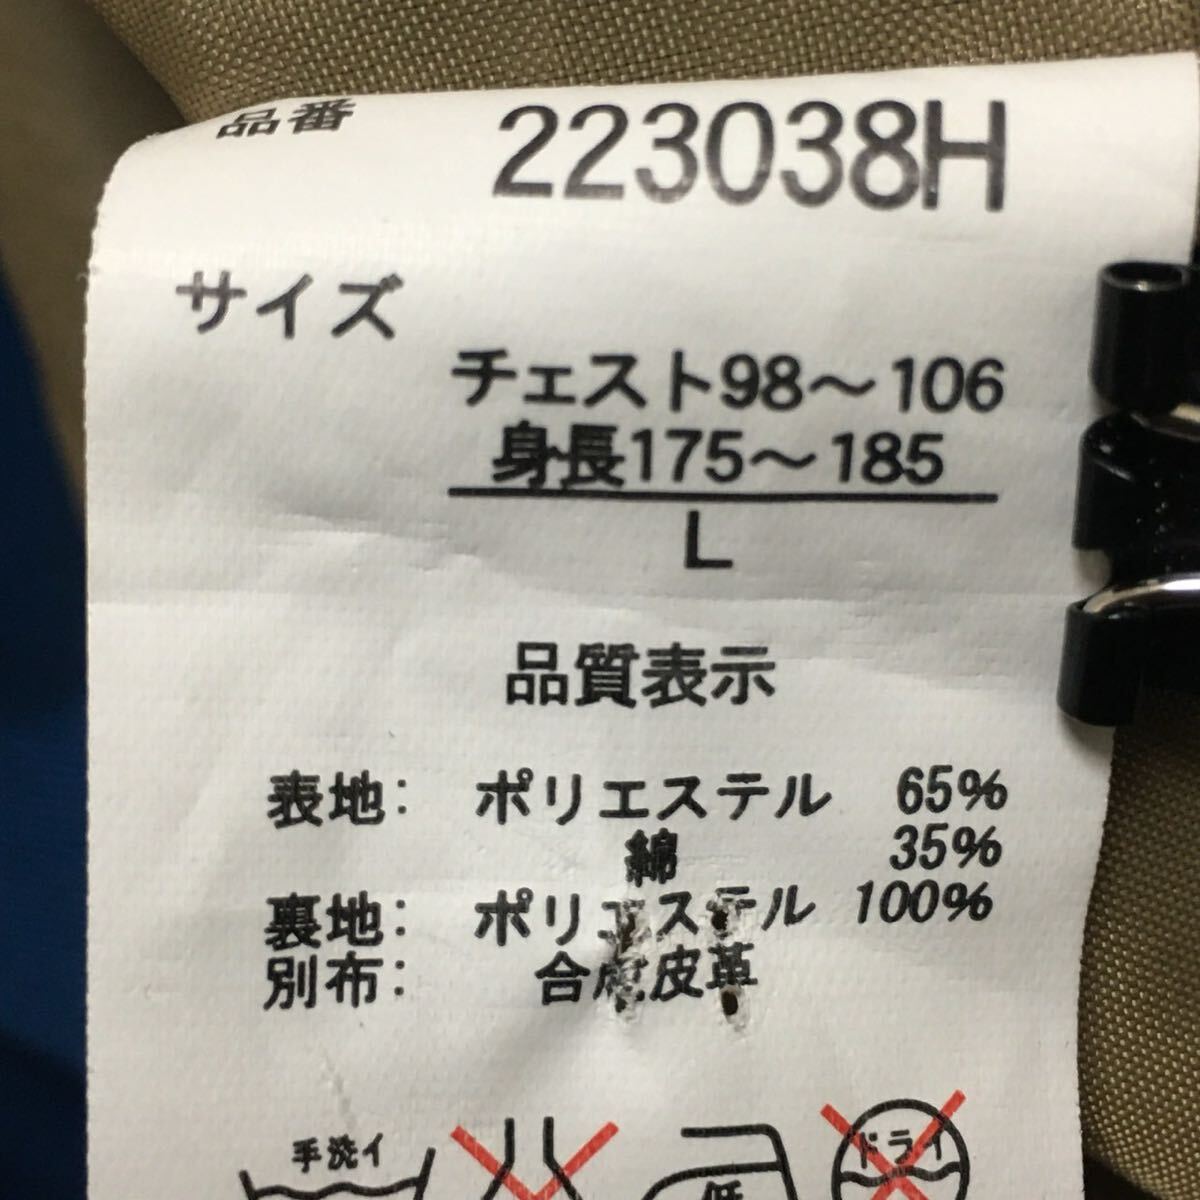 品番 223038H
サイズ
チェスト98～106
身長175～185
L
品質表示
表地: ポリエステル 65%
綿 35%
裏地: ポリエステル 100%
別布: 合成皮革
手洗イ 低 ドライ